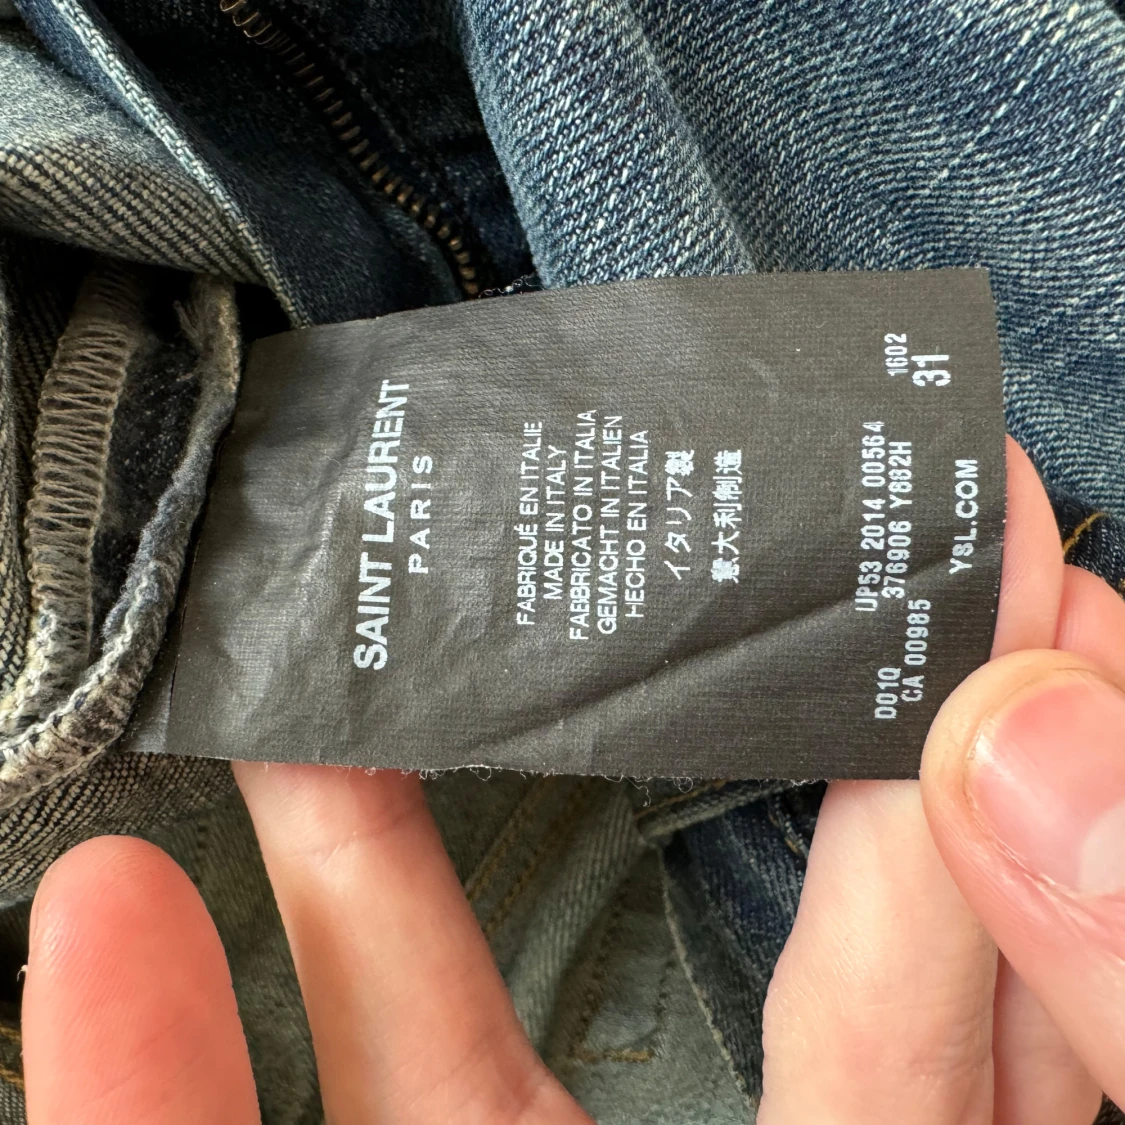 SAINT LAURENT
PARIS
FABRIQUÉ EN ITALIE
MADE IN ITALY
FABBRICATO IN ITALIA
GEMACHT IN ITALIEN
HECHO EN ITALIA
イタリア製
意大利制造
UP53 2014 00564 1602
D01Q 376906 Y882H 31
CA 00985
YSL.COM